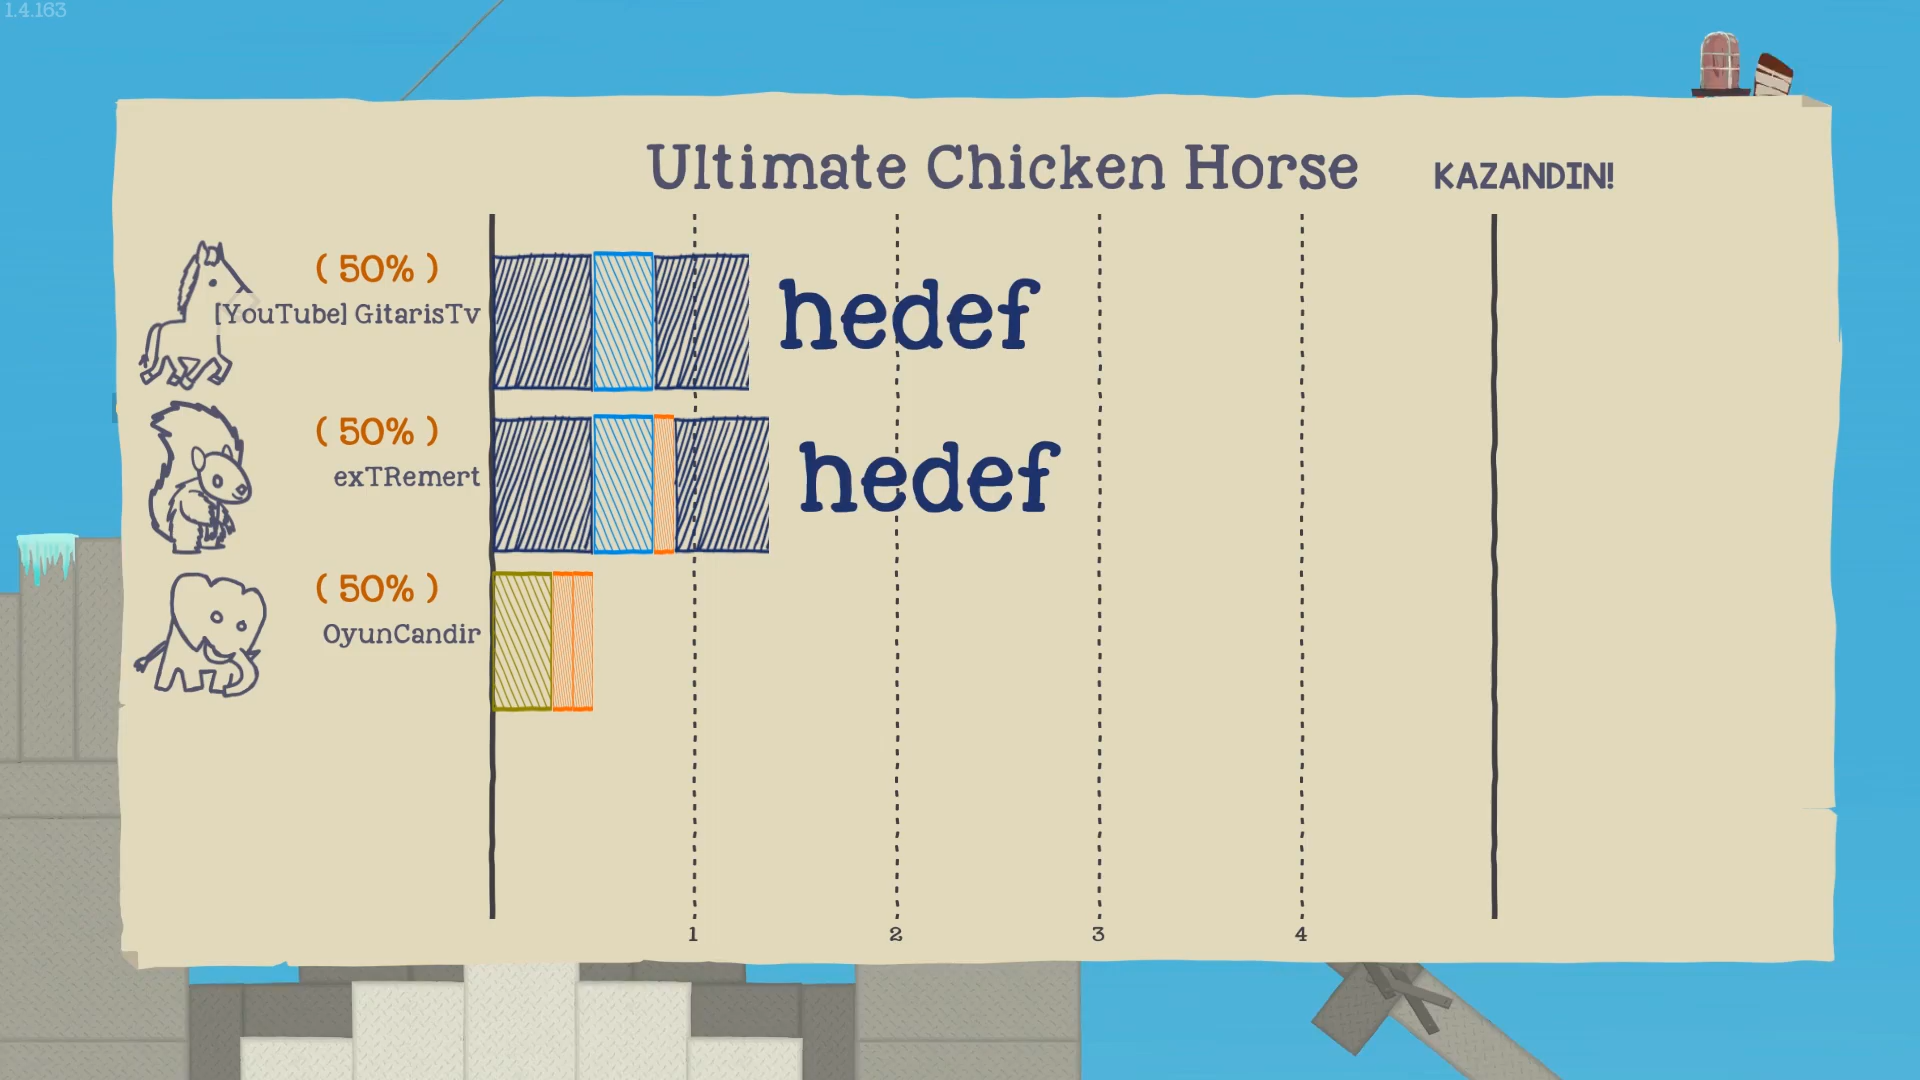 1.4.163
Ultimate Chicken Horse KAZANDIN!
( 50% )
[YouTube] GitarisTv
hedef
( 50% )
exTRemert
hedef
( 50% )
OyunCandir
1 2 3 4